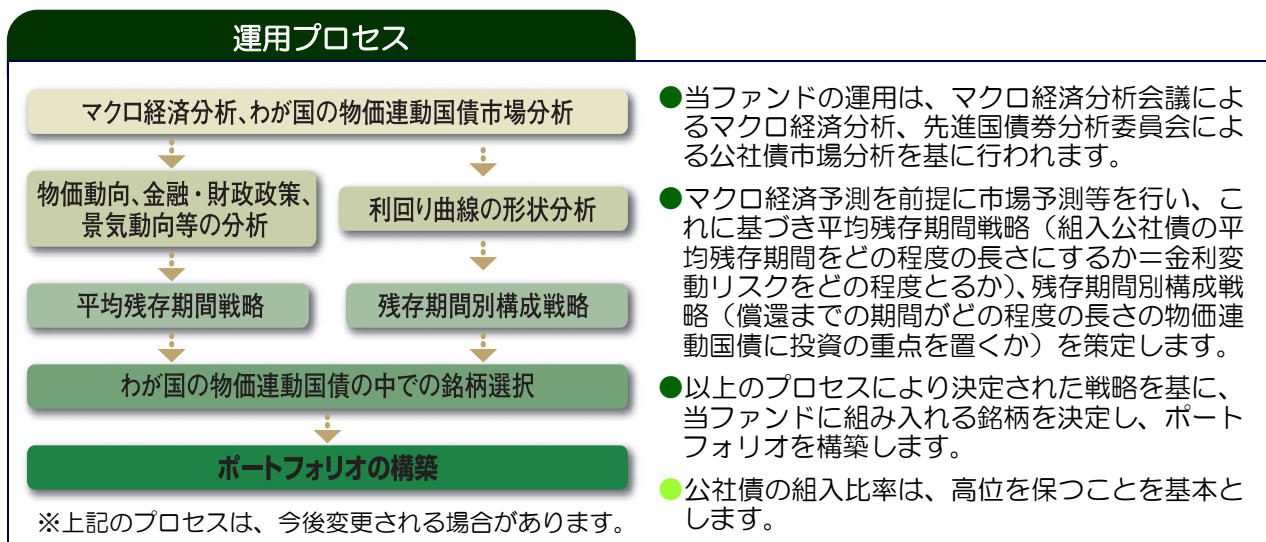 運用プロセス
マクロ経済分析、わが国の物価連動国債市場分析
物価動向、金融・財政政策、
景気動向等の分析
利回り曲線の形状分析
平均残存期間戦略
残存期間別構成戦略
わが国の物価連動国債の中での銘柄選択
ポートフォリオの構築
※上記のプロセスは、今後変更される場合があります。
●当ファンドの運用は、マクロ経済分析会議によ
るマクロ経済分析、先進国債券分析委員会によ
る公社債市場分析を基に行われます。
●マクロ経済予測を前提に市場予測等を行い、こ
れに基づき平均残存期間戦略（組入公社債の平
均残存期間をどの程度の長さにするか＝金利変
動リスクをどの程度とるか）、残存期間別構成戦
略（償還までの期間がどの程度の長さの物価連
動国債に投資の重点を置くか）を策定します。
●以上のプロセスにより決定された戦略を基に、
当ファンドに組み入れる銘柄を決定し、ポート
フォリオを構築します。
●公社債の組入比率は、高位を保つことを基本と
します。